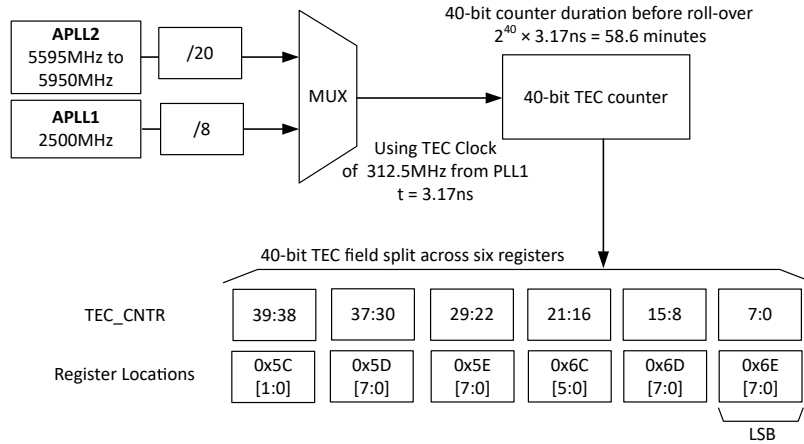 40-bit counter duration before roll-over
2⁴⁰ × 3.17ns = 58.6 minutes
APLL2
5595MHz to
5950MHz
/20
APLL1
2500MHz
/8
MUX
40-bit TEC counter
Using TEC Clock
of 312.5MHz from PLL1
t = 3.17ns
40-bit TEC field split across six registers
TEC_CNTR
39:38
37:30
29:22
21:16
15:8
7:0
Register Locations
0x5C
[1:0]
0x5D
[7:0]
0x5E
[7:0]
0x6C
[5:0]
0x6D
[7:0]
0x6E
[7:0]
LSB